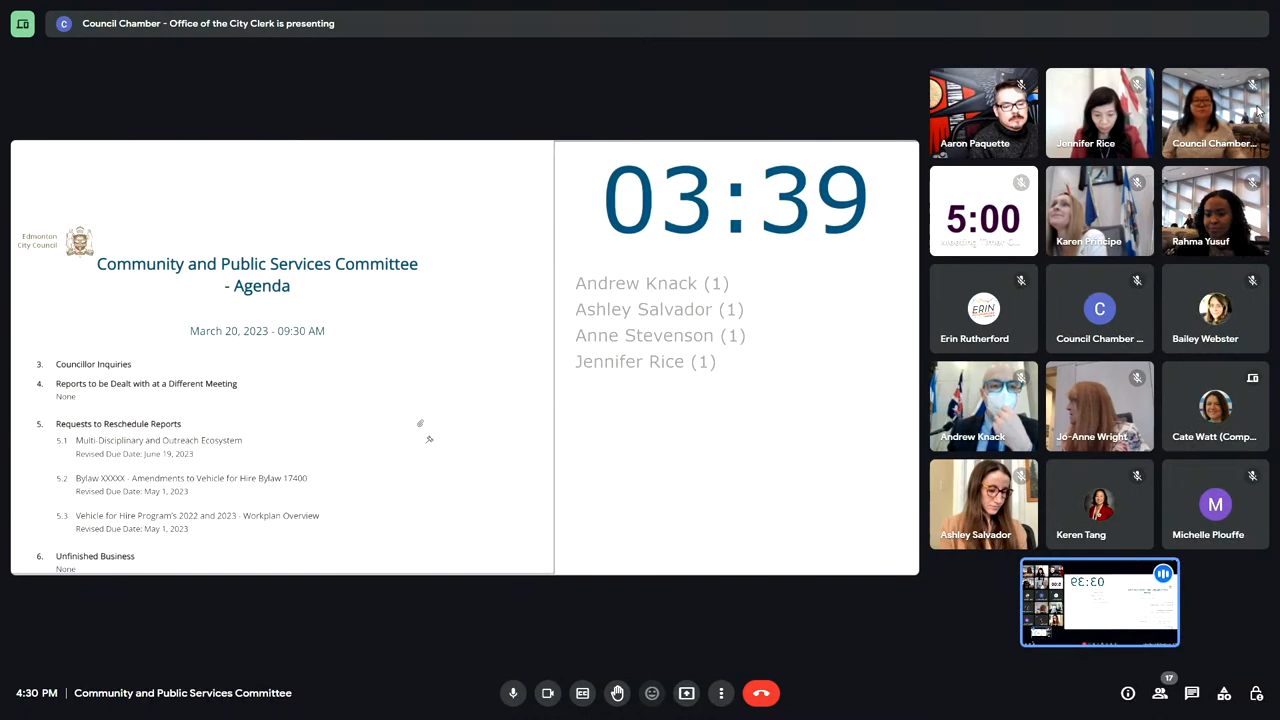 Council Chamber - Office of the City Clerk is presenting
C
Edmonton
City Council
Community and Public Services Committee
- Agenda
March 20, 2023 - 09:30 AM
3. Councillor Inquiries
4. Reports to be Dealt with at a Different Meeting
None
5. Requests to Reschedule Reports
5.1 Multi-Disciplinary and Outreach Ecosystem
Revised Due Date: June 19, 2023
5.2 Bylaw XXXXX - Amendments to Vehicle for Hire Bylaw 17400
Revised Due Date: May 1, 2023
5.3 Vehicle for Hire Program's 2022 and 2023 - Workplan Overview
Revised Due Date: May 1, 2023
6. Unfinished Business
None
03:39
Andrew Knack (1)
Ashley Salvador (1)
Anne Stevenson (1)
Jennifer Rice (1)
Aaron Paquette
Jennifer Rice
Council Chamber...
5:00
Meeting Timer C...
Karen Principe
Rahma Yusuf
ERIN
Erin Rutherford
C
Council Chamber ...
Bailey Webster
Andrew Knack
Jo-Anne Wright
Cate Watt (Comp...
Ashley Salvador
Keren Tang
M
Michelle Plouffe
03:39
4:30 PM | Community and Public Services Committee
17